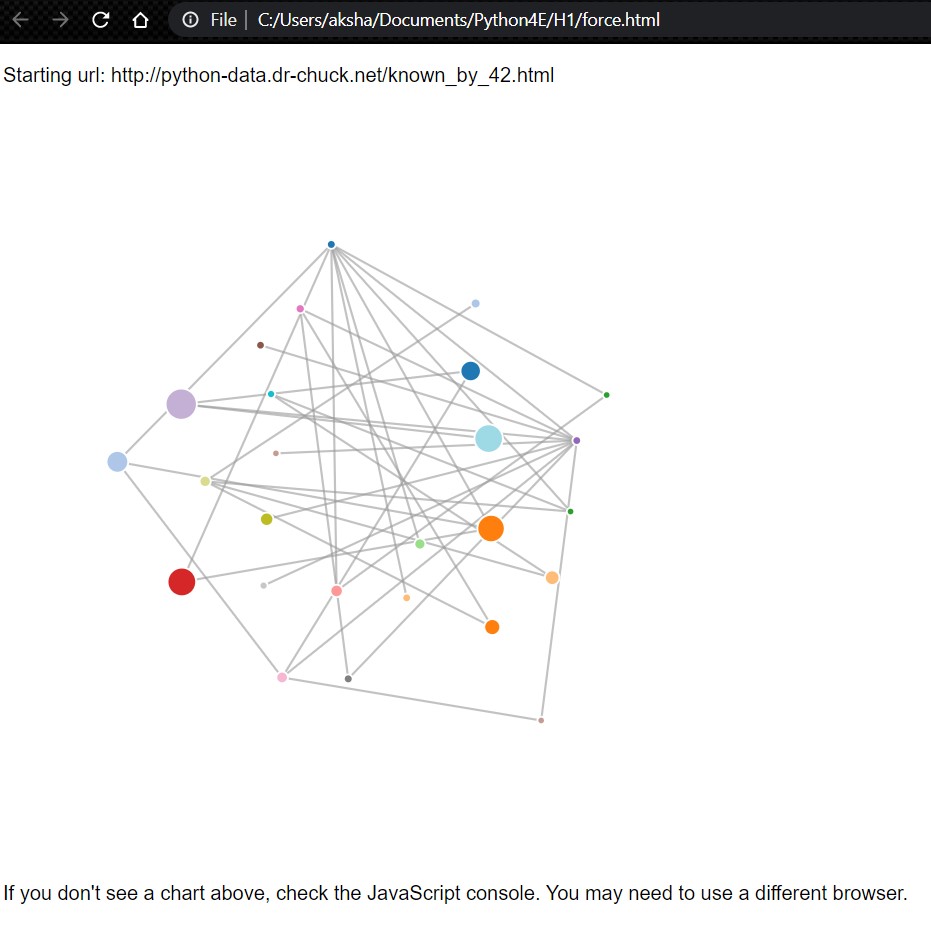 File C:/Users/aksha/Documents/Python4E/H1/force.html
Starting url: http://python-data.dr-chuck.net/known_by_42.html
If you don't see a chart above, check the JavaScript console. You may need to use a different browser.